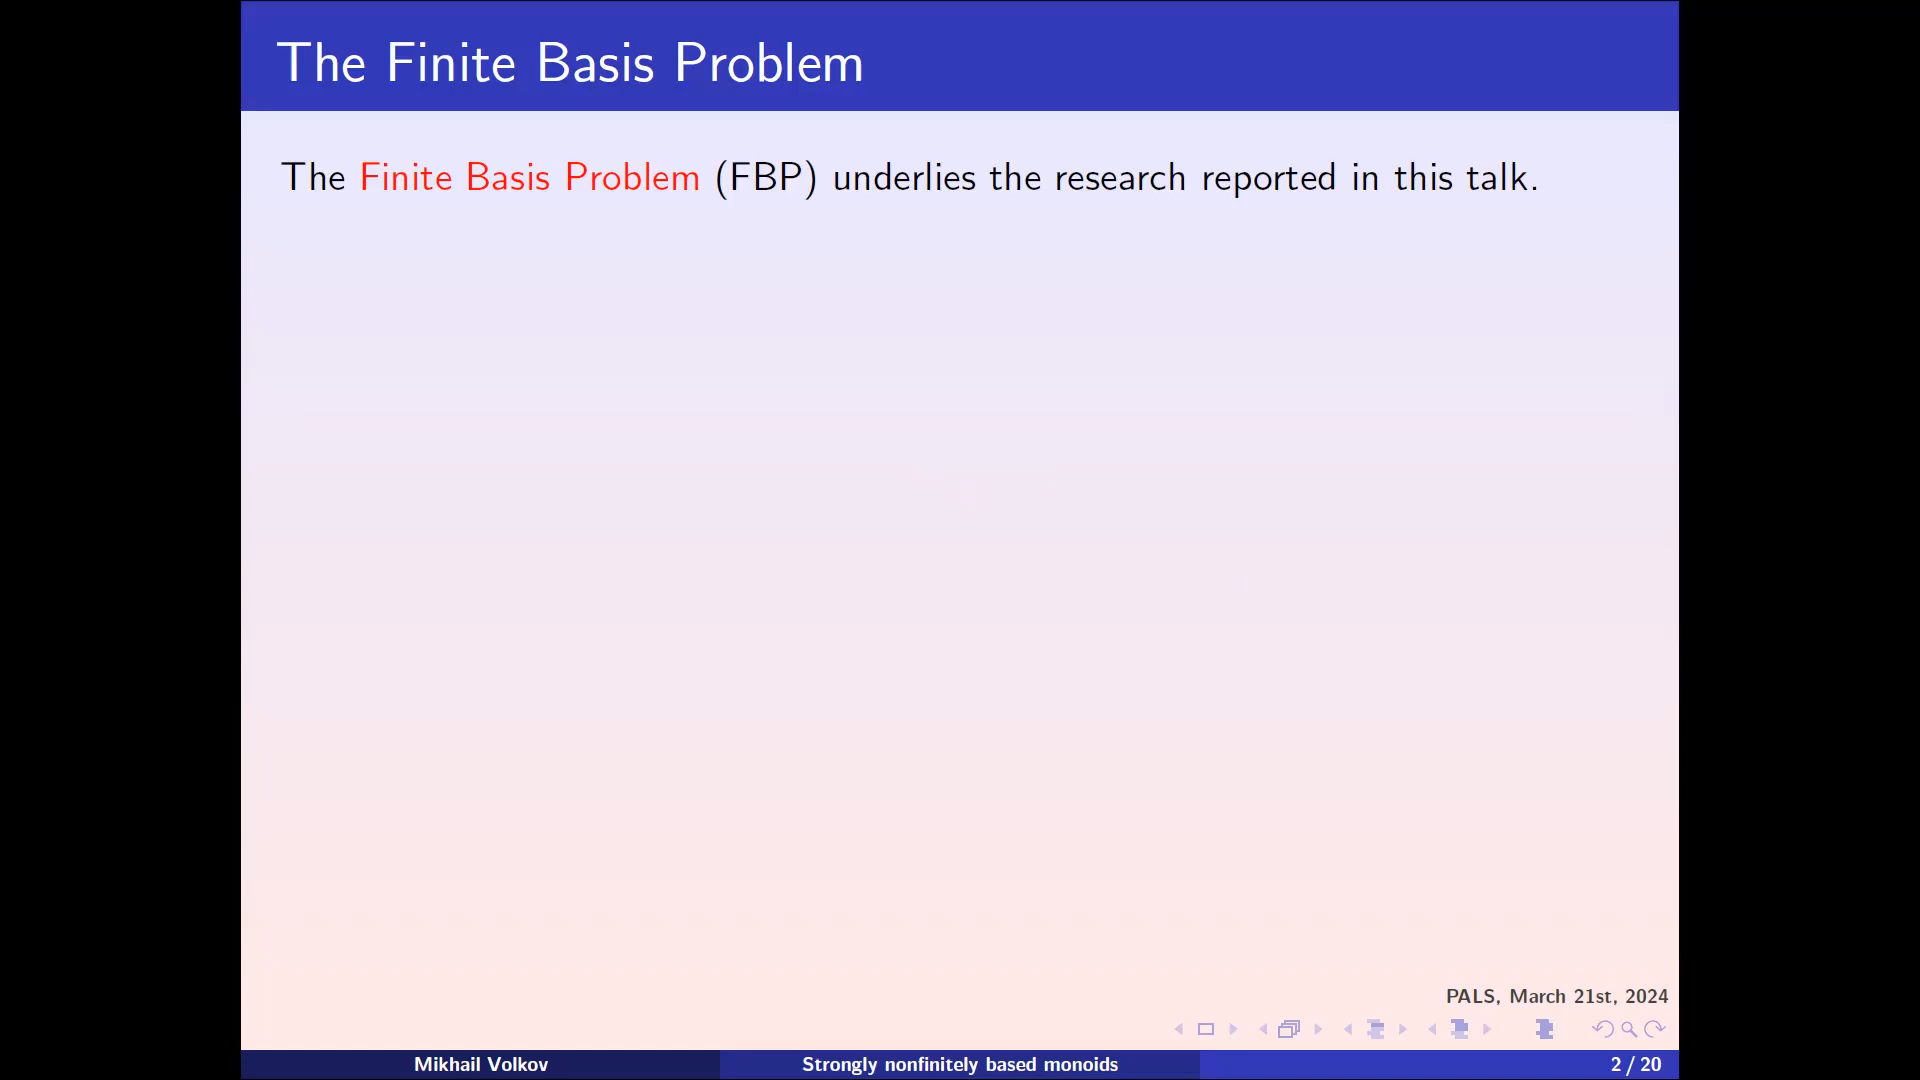 The Finite Basis Problem
The Finite Basis Problem (FBP) underlies the research reported in this talk.
PALS, March 21st, 2024
Mikhail Volkov
Strongly nonfinitely based monoids
2 / 20